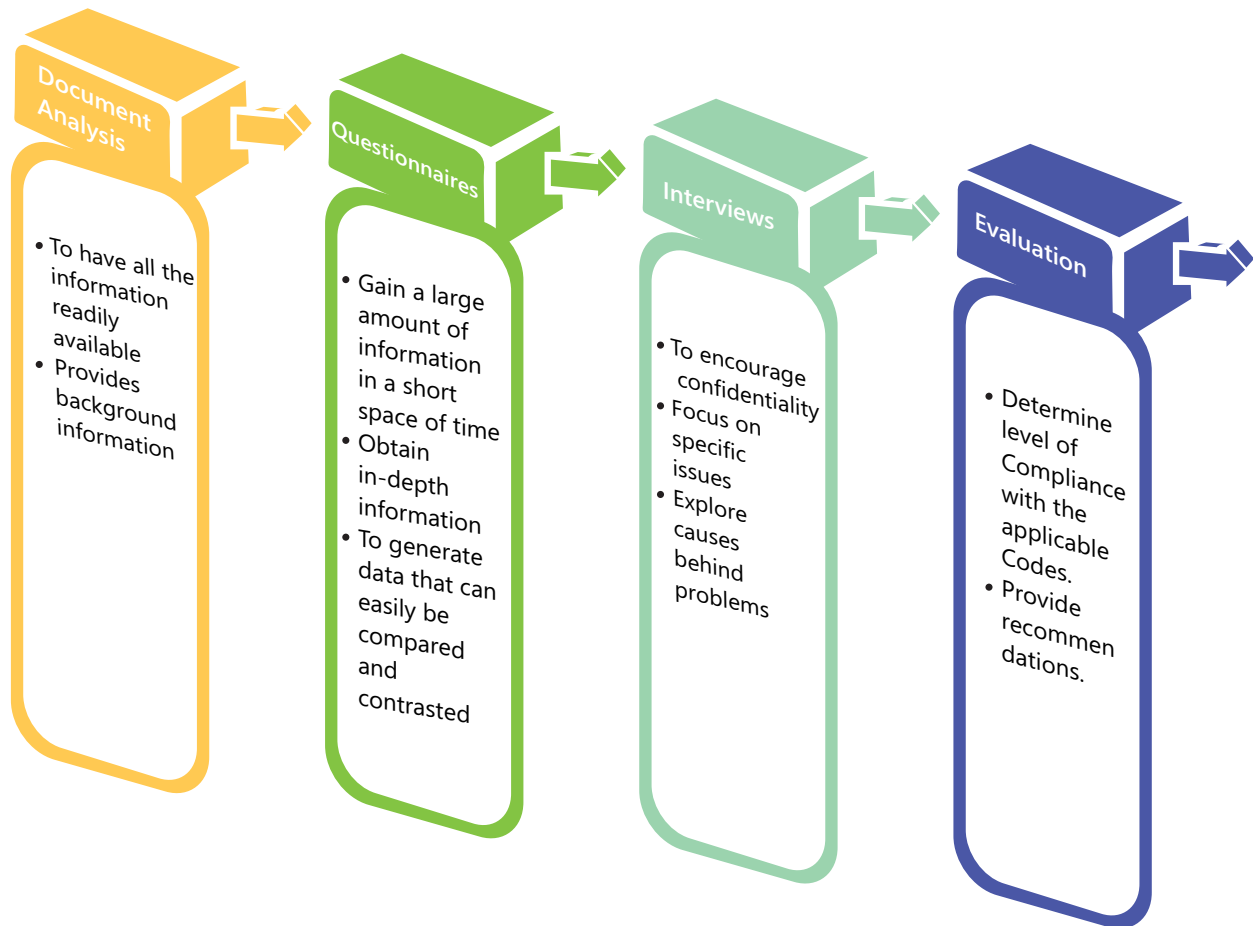 Document
Analysis
• To have all the
information
readily
available
• Provides
background
information
Questionnaires
• Gain a large
amount of
information
in a short
space of time
• Obtain
in-depth
information
• To generate
data that can
easily be
compared
and
contrasted
Interviews
• To encourage
confidentiality
• Focus on
specific
issues
• Explore
causes
behind
problems
Evaluation
• Determine
level of
Compliance
with the
applicable
Codes.
• Provide
recommen
dations.